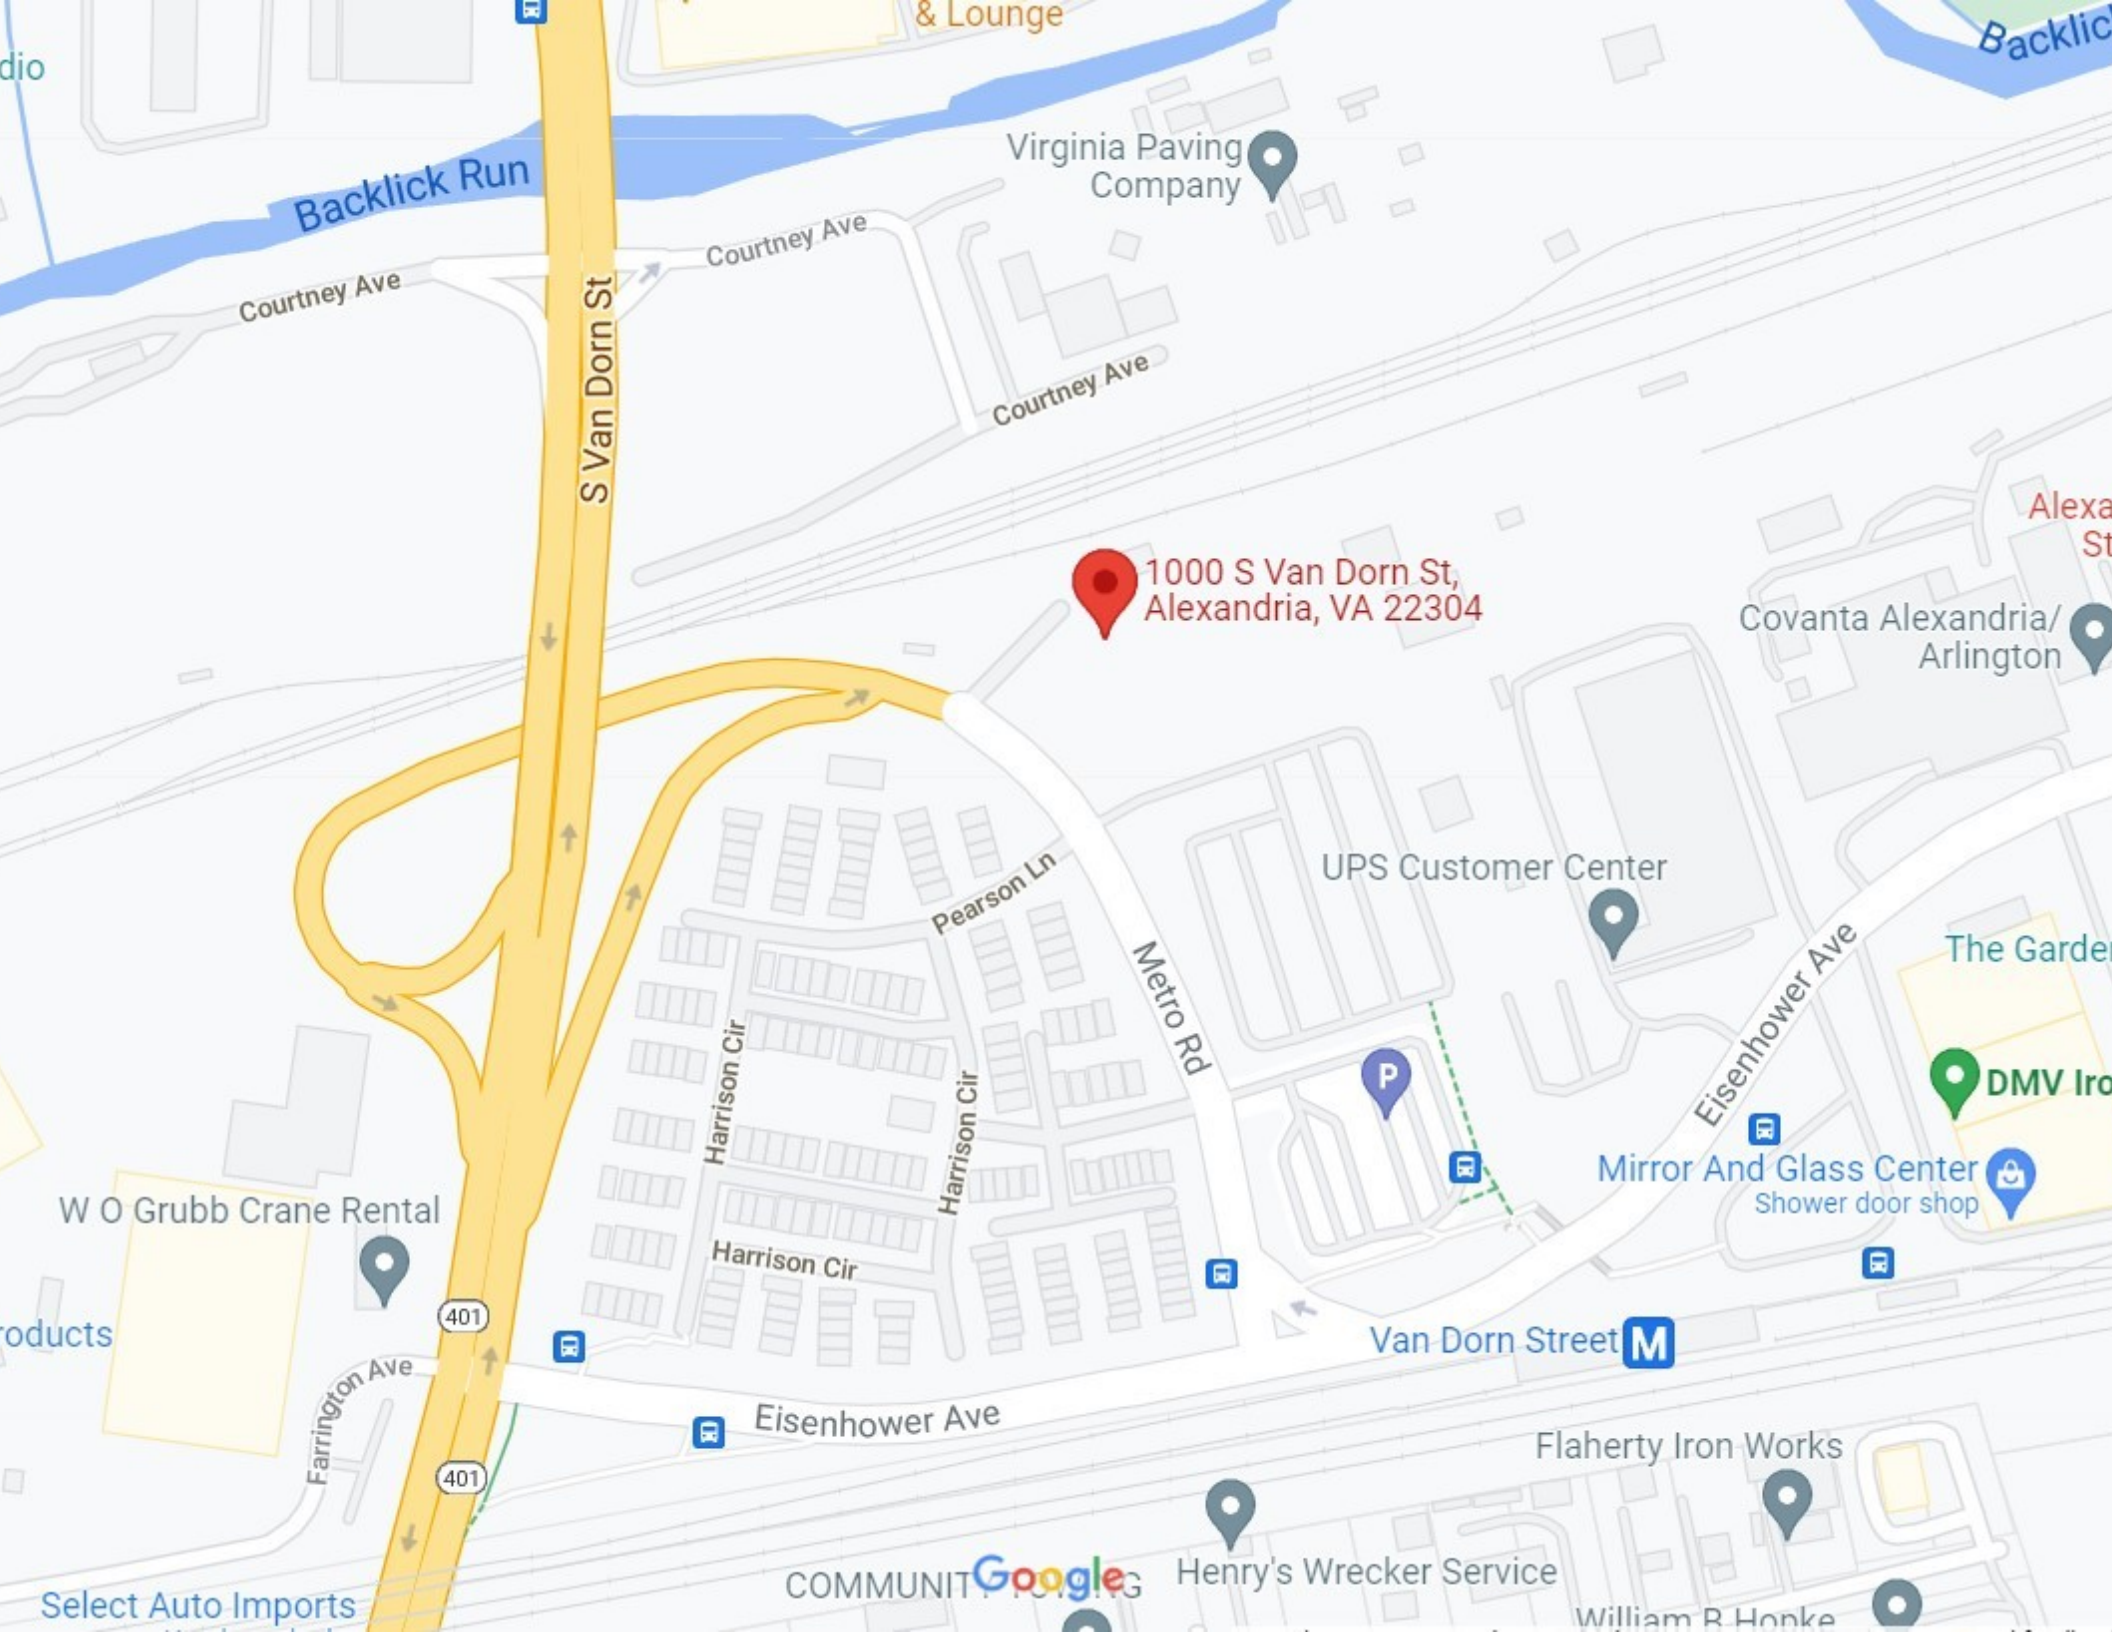 & Lounge
Backlic
dio
Virginia Paving
Company
Backlick Run
Courtney Ave
Courtney Ave
S Van Dorn St
Courtney Ave
1000 S Van Dorn St,
Alexandria, VA 22304
Alexa
St
Covanta Alexandria/
Arlington
UPS Customer Center
Pearson Ln
Metro Rd
Eisenhower Ave
The Garde
P
DMV Iro
Harrison Cir
Harrison Cir
Mirror And Glass Center
Shower door shop
W O Grubb Crane Rental
Harrison Cir
401
roducts
Van Dorn Street M
Farrington Ave
Eisenhower Ave
401
Flaherty Iron Works
Henry's Wrecker Service
COMMUNIT
Google
G
Select Auto Imports
William B Hopke